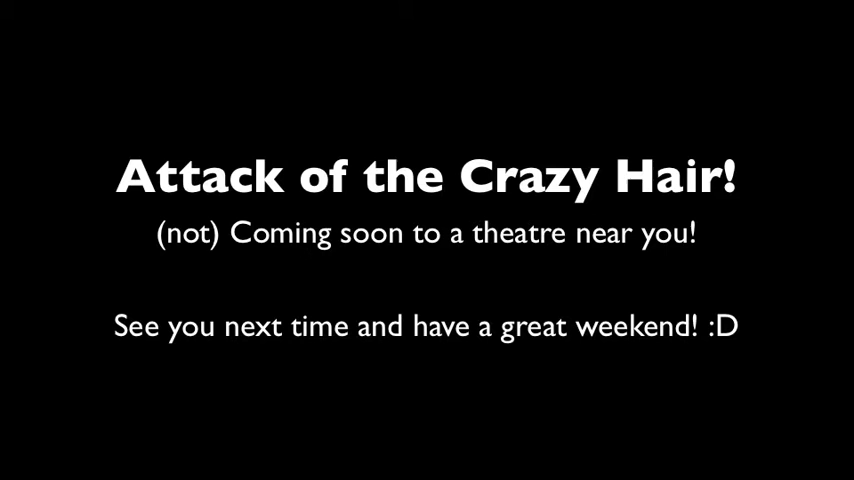 Attack of the Crazy Hair!
(not) Coming soon to a theatre near you!
See you next time and have a great weekend! :D